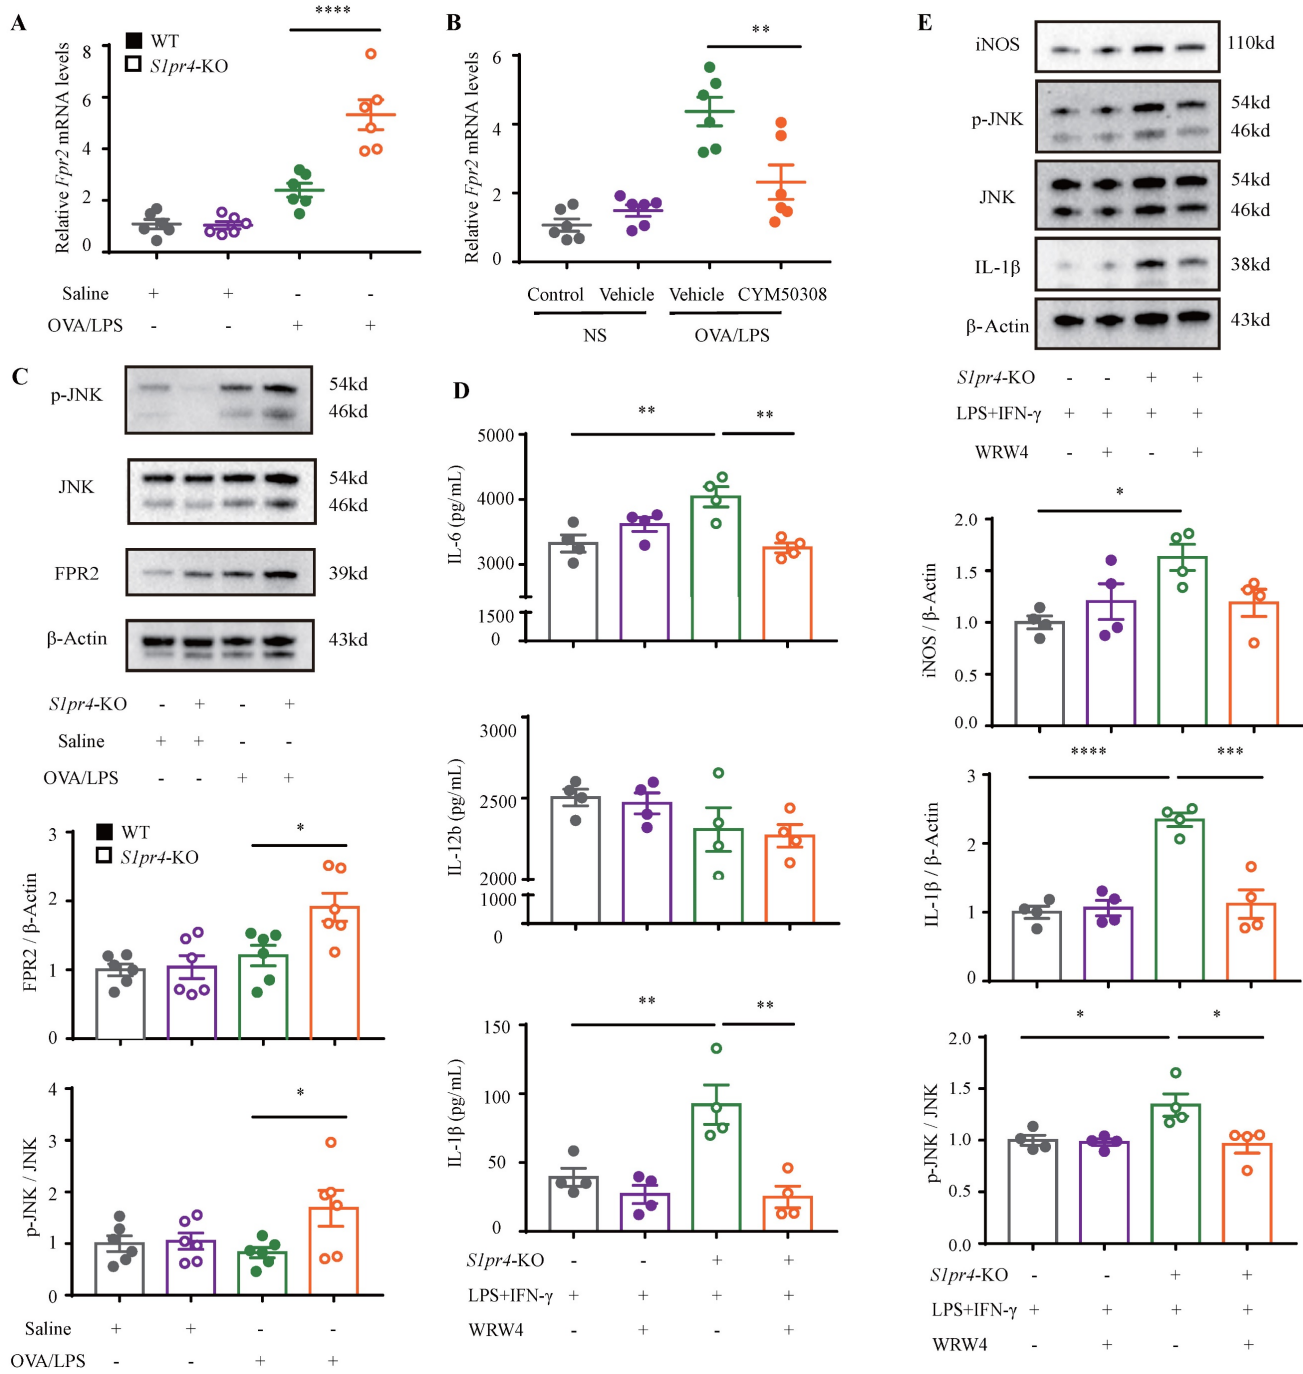 A
****
WT
S1pr4-KO
Relative Fpr2 mRNA levels
8
6
4
2
0
Saline + + - -
OVA/LPS - - + +
B
**
Relative Fpr2 mRNA levels
6
4
2
0
Control Vehicle Vehicle CYM50308
NS OVA/LPS
C
p-JNK 54kd
46kd
JNK 54kd
46kd
FPR2 39kd
β-Actin 43kd
S1pr4-KO - + - +
Saline + + - -
OVA/LPS - - + +
WT
S1pr4-KO
*
FPR2 / β-Actin
3
2
1
0
*
p-JNK / JNK
4
3
2
1
0
Saline + + - -
OVA/LPS - - + +
D
** **
IL-6 (pg/mL)
5000
4000
3000
1500
0
IL-12b (pg/mL)
3000
2500
2000
1000
0
** **
IL-1β (pg/mL)
150
100
50
0
S1pr4-KO - - + +
LPS+IFN-γ + + + +
WRW4 - + - +
E
iNOS 110kd
p-JNK 54kd
46kd
JNK 54kd
46kd
IL-1β 38kd
β-Actin 43kd
S1pr4-KO - - + +
LPS+IFN-γ + + + +
WRW4 - + - +
*
iNOS / β-Actin
2.0
1.5
1.0
0.5
0.0
**** ***
IL-1β / β-Actin
3
2
1
0
* *
p-JNK / JNK
2.0
1.5
1.0
0.5
0.0
S1pr4-KO - - + +
LPS+IFN-γ + + + +
WRW4 - + - +